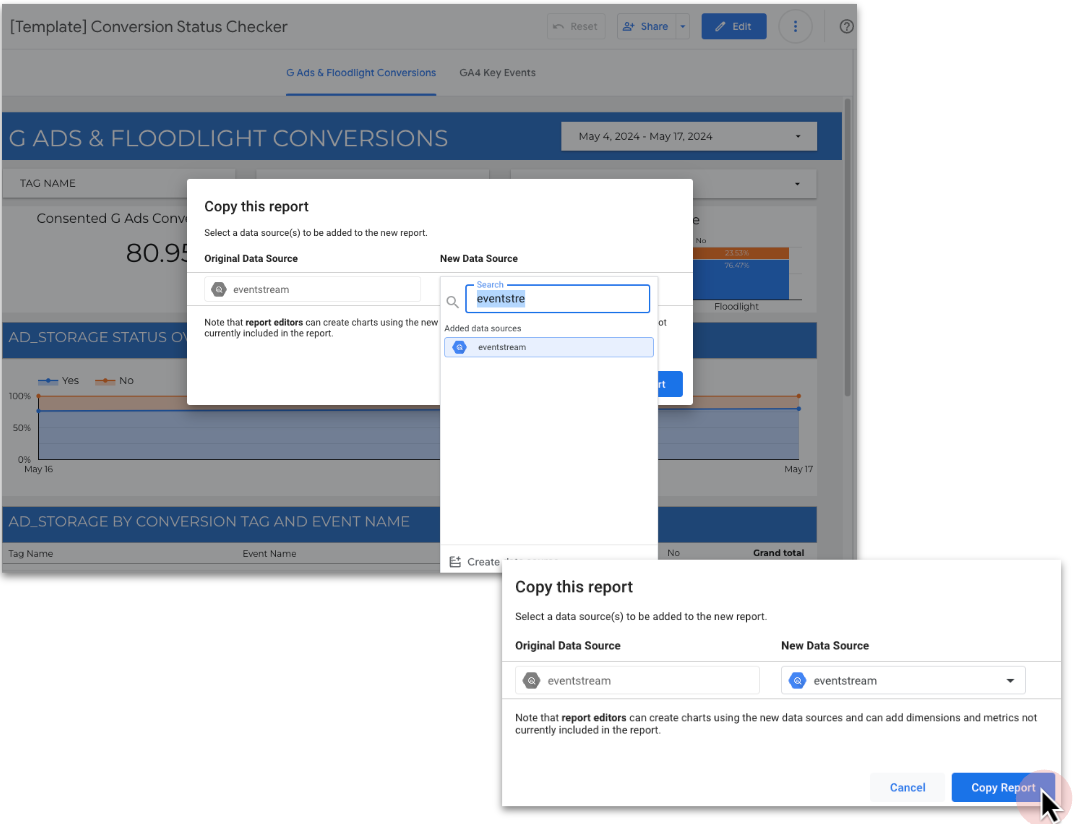 [Template] Conversion Status Checker
Reset
Share
Edit
G Ads & Floodlight Conversions
GA4 Key Events
G ADS & FLOODLIGHT CONVERSIONS
May 4, 2024 - May 17, 2024
TAG NAME
Consented G Ads Conv
80.95
No
23.53%
76.47%
Floodlight
Copy this report
Select a data source(s) to be added to the new report.
Original Data Source
New Data Source
eventstream
Search
eventstre
Note that report editors can create charts using the new
currently included in the report.
Added data sources
eventstream
AD_STORAGE STATUS OV
Yes
No
100%
50%
0%
May 16
May 17
AD_STORAGE BY CONVERSION TAG AND EVENT NAME
Tag Name
Event Name
No
Grand total
Create
Copy this report
Select a data source(s) to be added to the new report.
Original Data Source
New Data Source
eventstream
eventstream
Note that report editors can create charts using the new data sources and can add dimensions and metrics not
currently included in the report.
Cancel
Copy Report